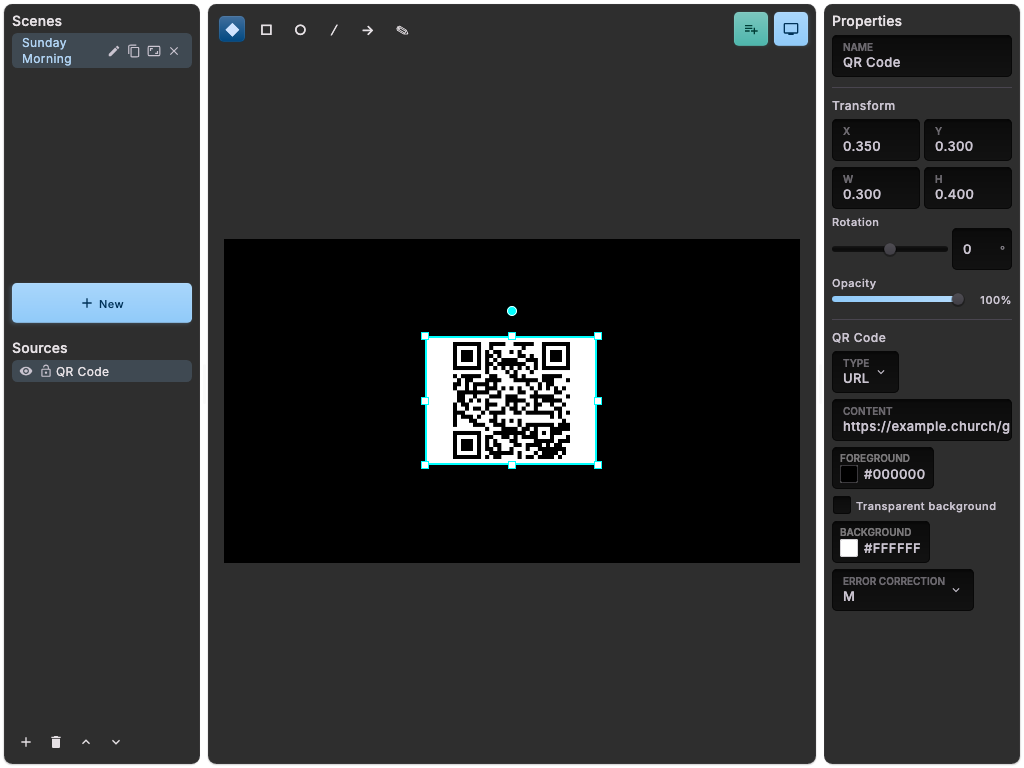 Scenes
Sunday
Morning
New
Sources
QR Code
Properties
NAME
QR Code
Transform
X
0.350
Y
0.300
W
0.300
H
0.400
Rotation
0 °
Opacity
100%
QR Code
TYPE
URL
CONTENT
https://example.church/g
FOREGROUND
#000000
Transparent background
BACKGROUND
#FFFFFF
ERROR CORRECTION
M